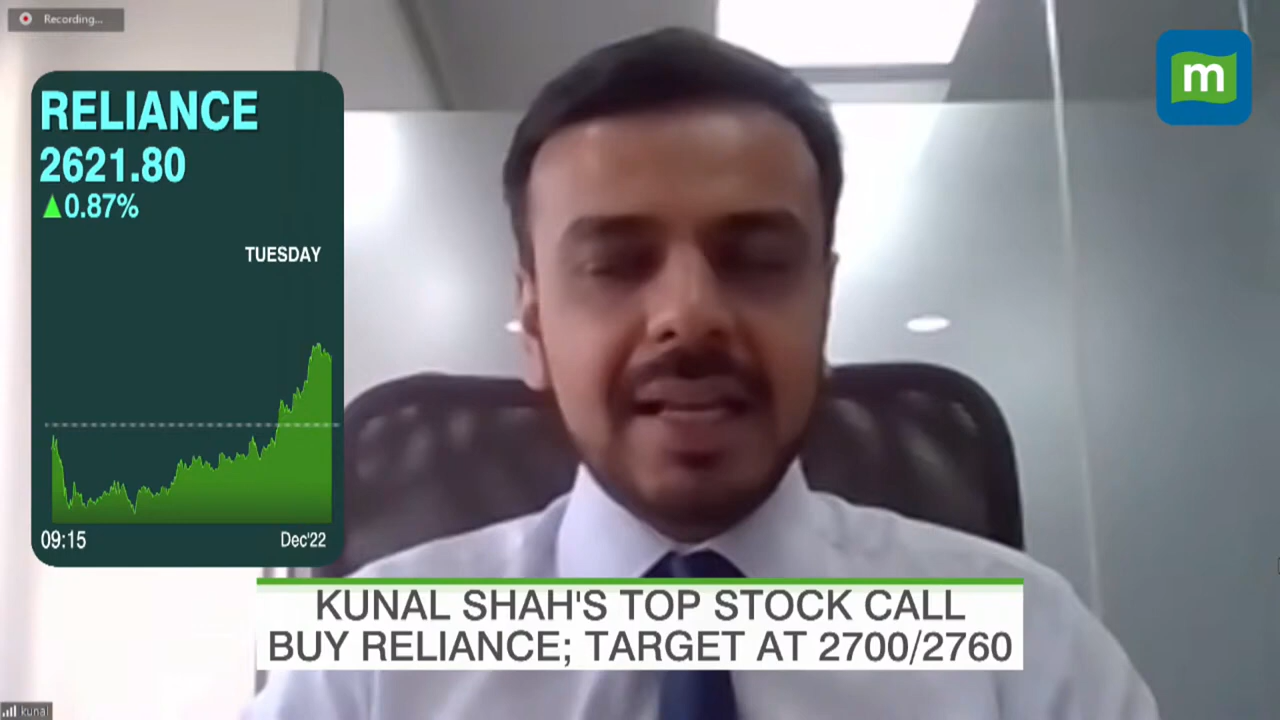 Recording...
m
RELIANCE
2621.80
▲0.87%
TUESDAY
09:15
Dec'22
KUNAL SHAH'S TOP STOCK CALL
BUY RELIANCE; TARGET AT 2700/2760
kunal